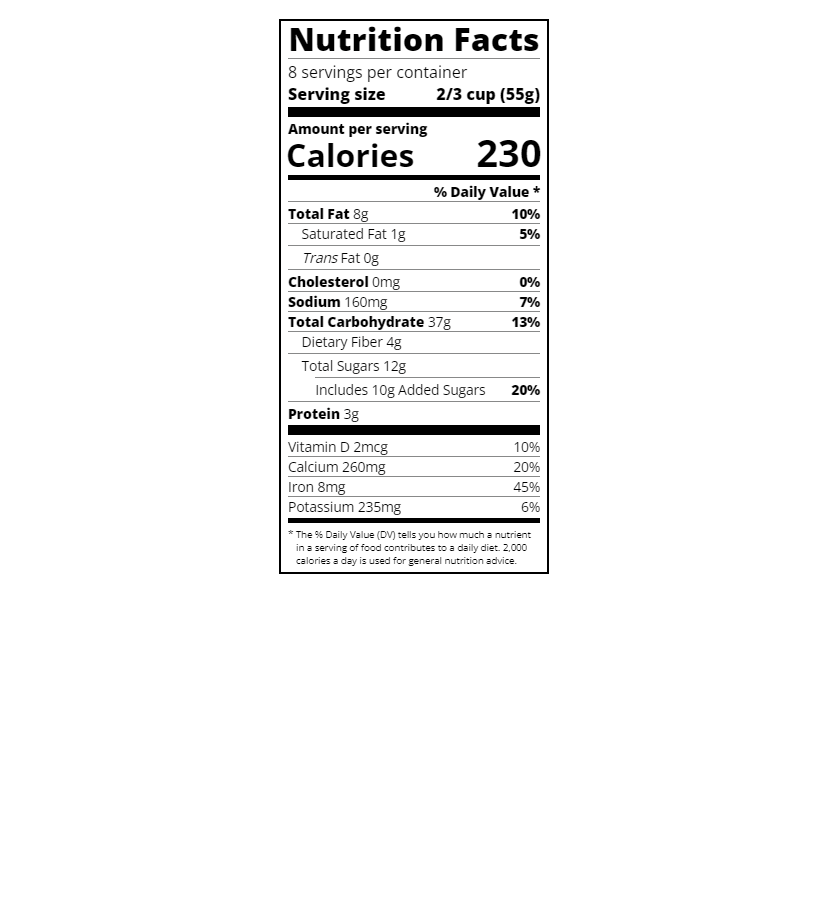 Nutrition Facts
8 servings per container
Serving size 2/3 cup (55g)
Amount per serving
Calories 230
% Daily Value *
Total Fat 8g 10%
Saturated Fat 1g 5%
Trans Fat 0g
Cholesterol 0mg 0%
Sodium 160mg 7%
Total Carbohydrate 37g 13%
Dietary Fiber 4g
Total Sugars 12g
Includes 10g Added Sugars 20%
Protein 3g
Vitamin D 2mcg 10%
Calcium 260mg 20%
Iron 8mg 45%
Potassium 235mg 6%
* The % Daily Value (DV) tells you how much a nutrient
in a serving of food contributes to a daily diet. 2,000
calories a day is used for general nutrition advice.